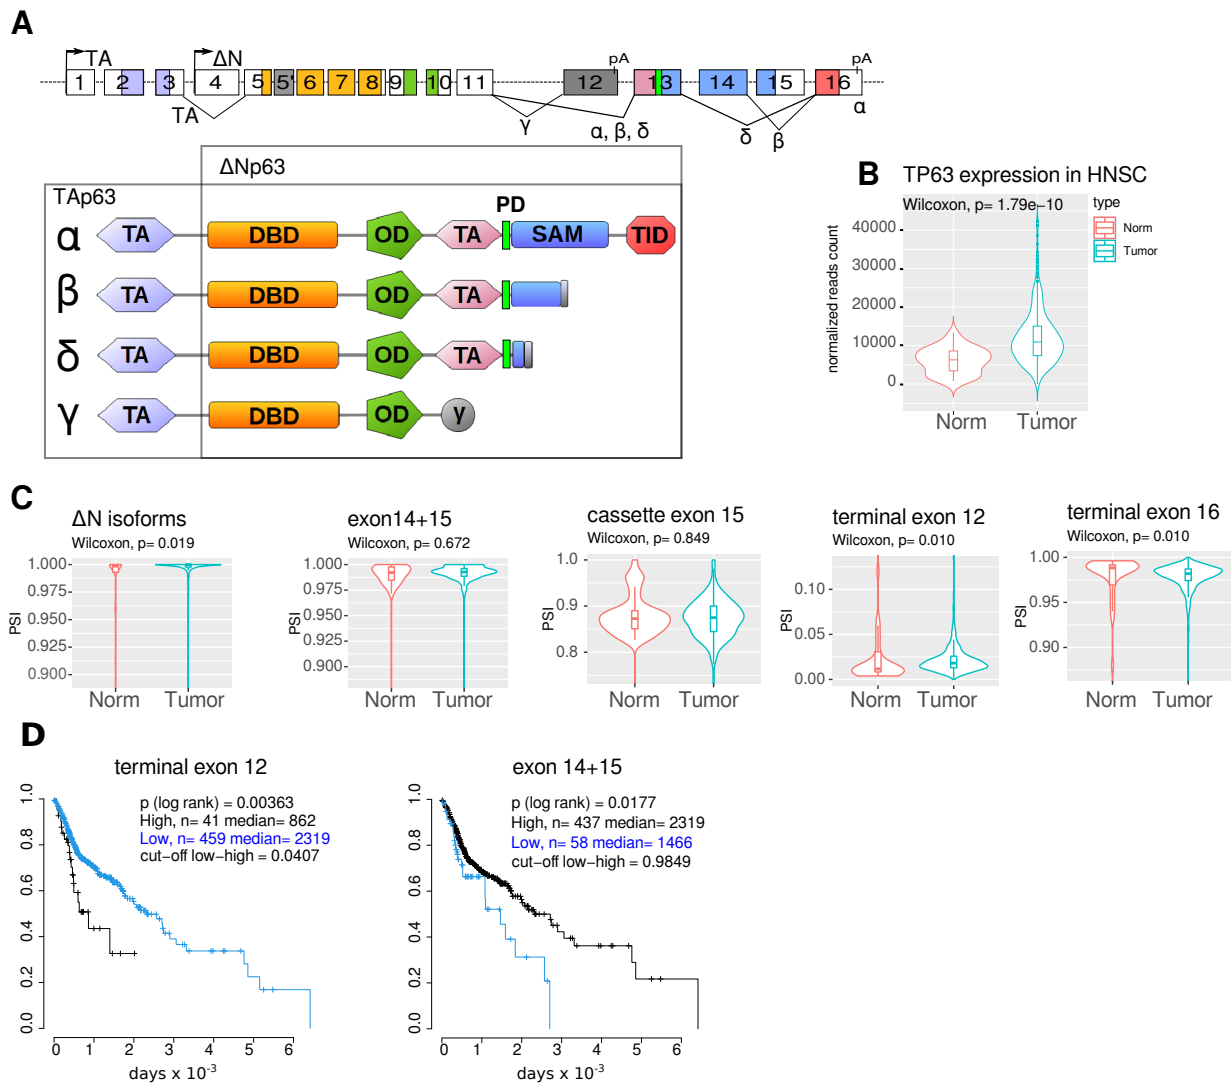 A
TA
ΔN
pA
pA
1 2 3 4 5 5' 6 7 8 9 10 11 12 13 14 15 16
TA
γ
α, β, δ
δ
β
α
ΔNp63
TAp63
PD
α TA DBD OD TA SAM TID
β TA DBD OD TA
δ TA DBD OD TA
γ TA DBD OD γ
B
TP63 expression in HNSC
Wilcoxon, p= 1.79e−10
type
Norm
Tumor
normalized reads count
40000
30000
20000
10000
0
Norm Tumor
C
ΔN isoforms
Wilcoxon, p= 0.019
PSI
1.000
0.975
0.950
0.925
0.900
Norm Tumor
exon14+15
Wilcoxon, p= 0.672
PSI
1.000
0.975
0.950
0.925
0.900
Norm Tumor
cassette exon 15
Wilcoxon, p= 0.849
PSI
1.0
0.9
0.8
Norm Tumor
terminal exon 12
Wilcoxon, p= 0.010
PSI
0.10
0.05
0.00
Norm Tumor
terminal exon 16
Wilcoxon, p= 0.010
PSI
1.00
0.95
0.90
Norm Tumor
D
terminal exon 12
p (log rank) = 0.00363
High, n= 41 median= 862
Low, n= 459 median= 2319
cut−off low−high = 0.0407
1.0
0.8
0.6
0.4
0.2
0.0
0 1 2 3 4 5 6
days x 10⁻³
exon 14+15
p (log rank) = 0.0177
High, n= 437 median= 2319
Low, n= 58 median= 1466
cut−off low−high = 0.9849
1.0
0.8
0.6
0.4
0.2
0.0
0 1 2 3 4 5 6
days x 10⁻³